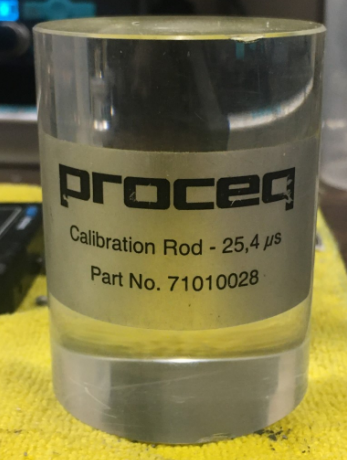 proceq
Calibration Rod - 25,4 µs
Part No. 71010028